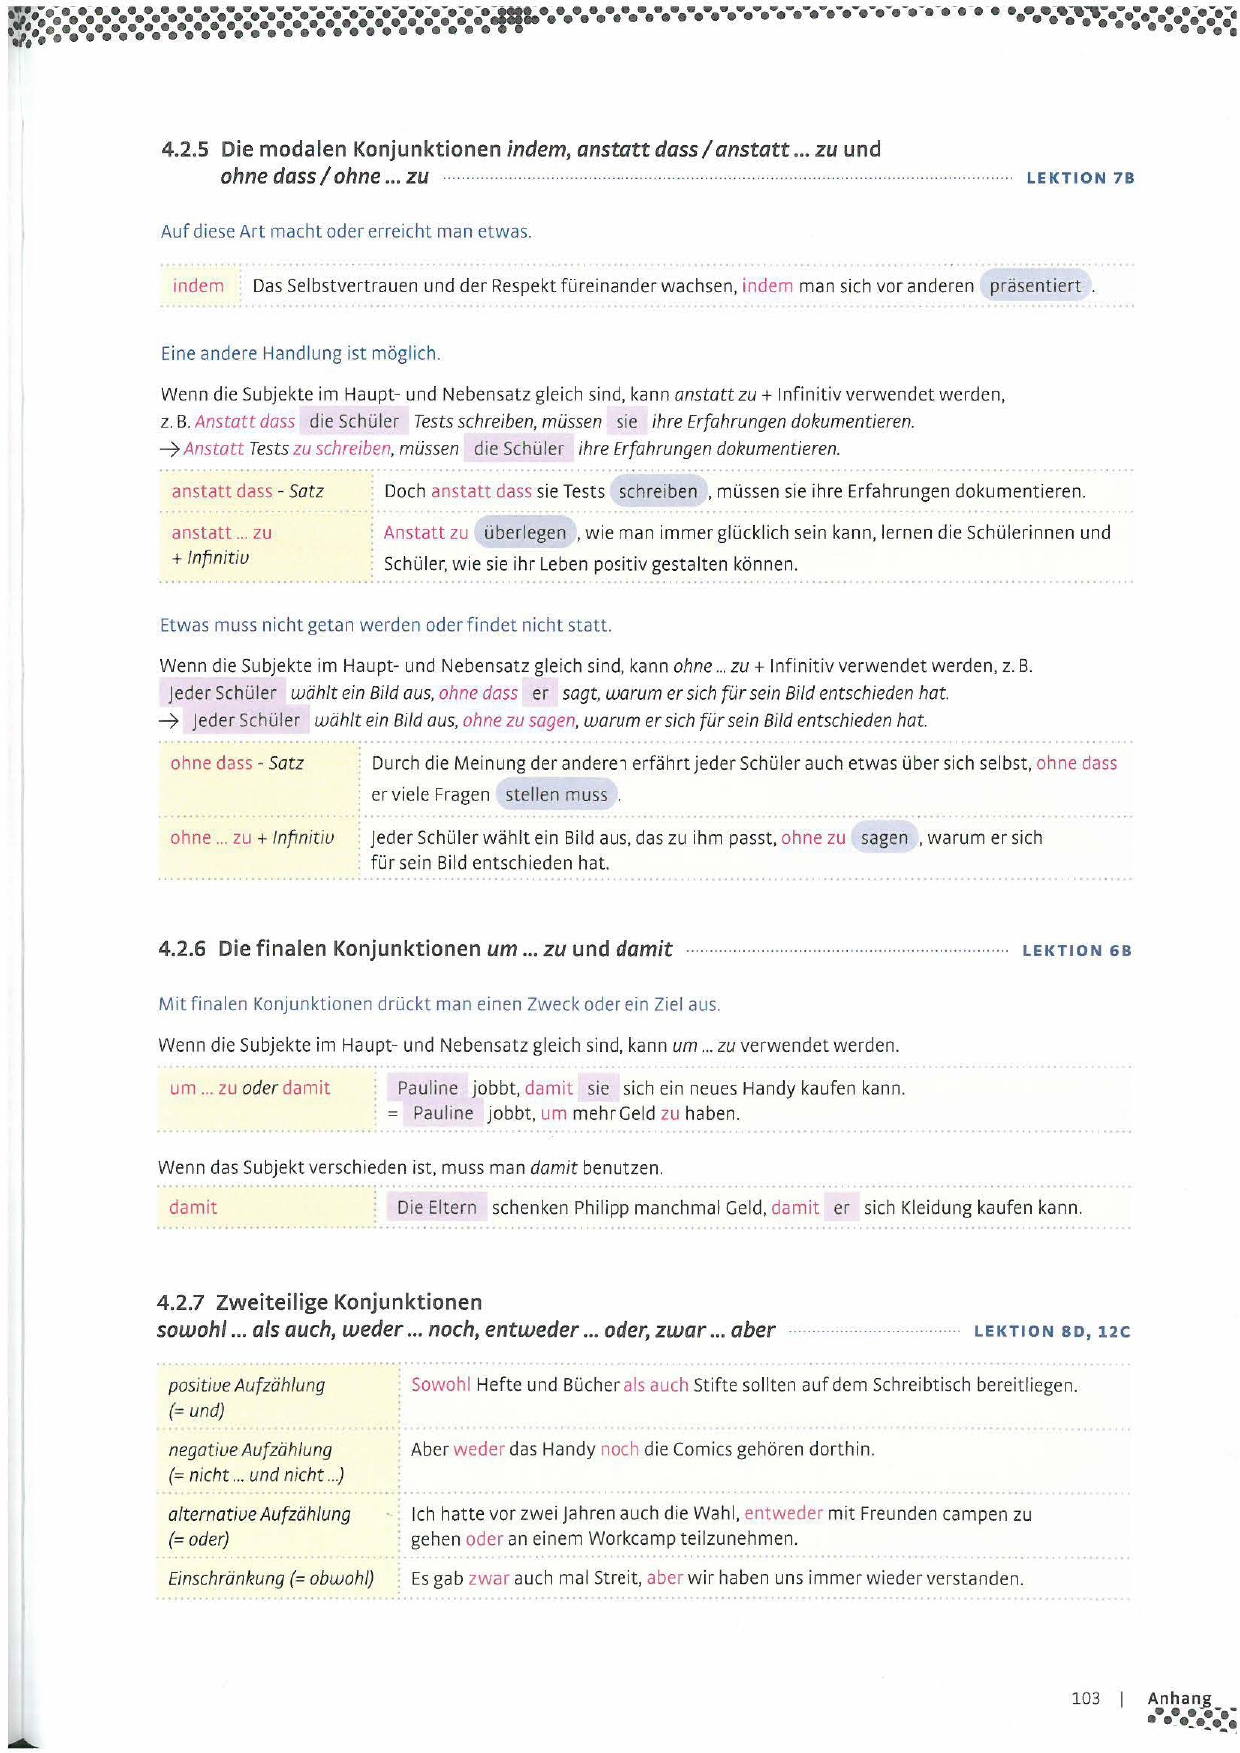 4.2.5 Die modalen Konjunktionen indem, anstatt dass / anstatt ... zu und
ohne dass / ohne ... zu LEKTION 7B
Auf diese Art macht oder erreicht man etwas.
indem Das Selbstvertrauen und der Respekt füreinander wachsen, indem man sich vor anderen präsentiert .
Eine andere Handlung ist möglich.
Wenn die Subjekte im Haupt- und Nebensatz gleich sind, kann anstatt zu + Infinitiv verwendet werden,
z. B. Anstatt dass die Schüler Tests schreiben, müssen sie ihre Erfahrungen dokumentieren.
→ Anstatt Tests zu schreiben, müssen die Schüler ihre Erfahrungen dokumentieren.
anstatt dass - Satz Doch anstatt dass sie Tests schreiben , müssen sie ihre Erfahrungen dokumentieren.
anstatt ... zu Anstatt zu überlegen , wie man immer glücklich sein kann, lernen die Schülerinnen und
+ Infinitiv Schüler, wie sie ihr Leben positiv gestalten können.
Etwas muss nicht getan werden oder findet nicht statt.
Wenn die Subjekte im Haupt- und Nebensatz gleich sind, kann ohne ... zu + Infinitiv verwendet werden, z. B.
Jeder Schüler wählt ein Bild aus, ohne dass er sagt, warum er sich für sein Bild entschieden hat.
→ Jeder Schüler wählt ein Bild aus, ohne zu sagen, warum er sich für sein Bild entschieden hat.
ohne dass - Satz Durch die Meinung der anderen erfährt jeder Schüler auch etwas über sich selbst, ohne dass
er viele Fragen stellen muss .
ohne ... zu + Infinitiv Jeder Schüler wählt ein Bild aus, das zu ihm passt, ohne zu sagen , warum er sich
für sein Bild entschieden hat.
4.2.6 Die finalen Konjunktionen um ... zu und damit LEKTION 6B
Mit finalen Konjunktionen drückt man einen Zweck oder ein Ziel aus.
Wenn die Subjekte im Haupt- und Nebensatz gleich sind, kann um ... zu verwendet werden.
um ... zu oder damit Pauline jobbt, damit sie sich ein neues Handy kaufen kann.
= Pauline jobbt, um mehr Geld zu haben.
Wenn das Subjekt verschieden ist, muss man damit benutzen.
damit Die Eltern schenken Philipp manchmal Geld, damit er sich Kleidung kaufen kann.
4.2.7 Zweiteilige Konjunktionen
sowohl ... als auch, weder ... noch, entweder ... oder, zwar ... aber LEKTION 8D, 12C
positive Aufzählung Sowohl Hefte und Bücher als auch Stifte sollten auf dem Schreibtisch bereitliegen.
(= und)
negative Aufzählung Aber weder das Handy noch die Comics gehören dorthin.
(= nicht ... und nicht ...)
alternative Aufzählung Ich hatte vor zwei Jahren auch die Wahl, entweder mit Freunden campen zu
(= oder) gehen oder an einem Workcamp teilzunehmen.
Einschränkung (= obwohl) Es gab zwar auch mal Streit, aber wir haben uns immer wieder verstanden.
103 | Anhang